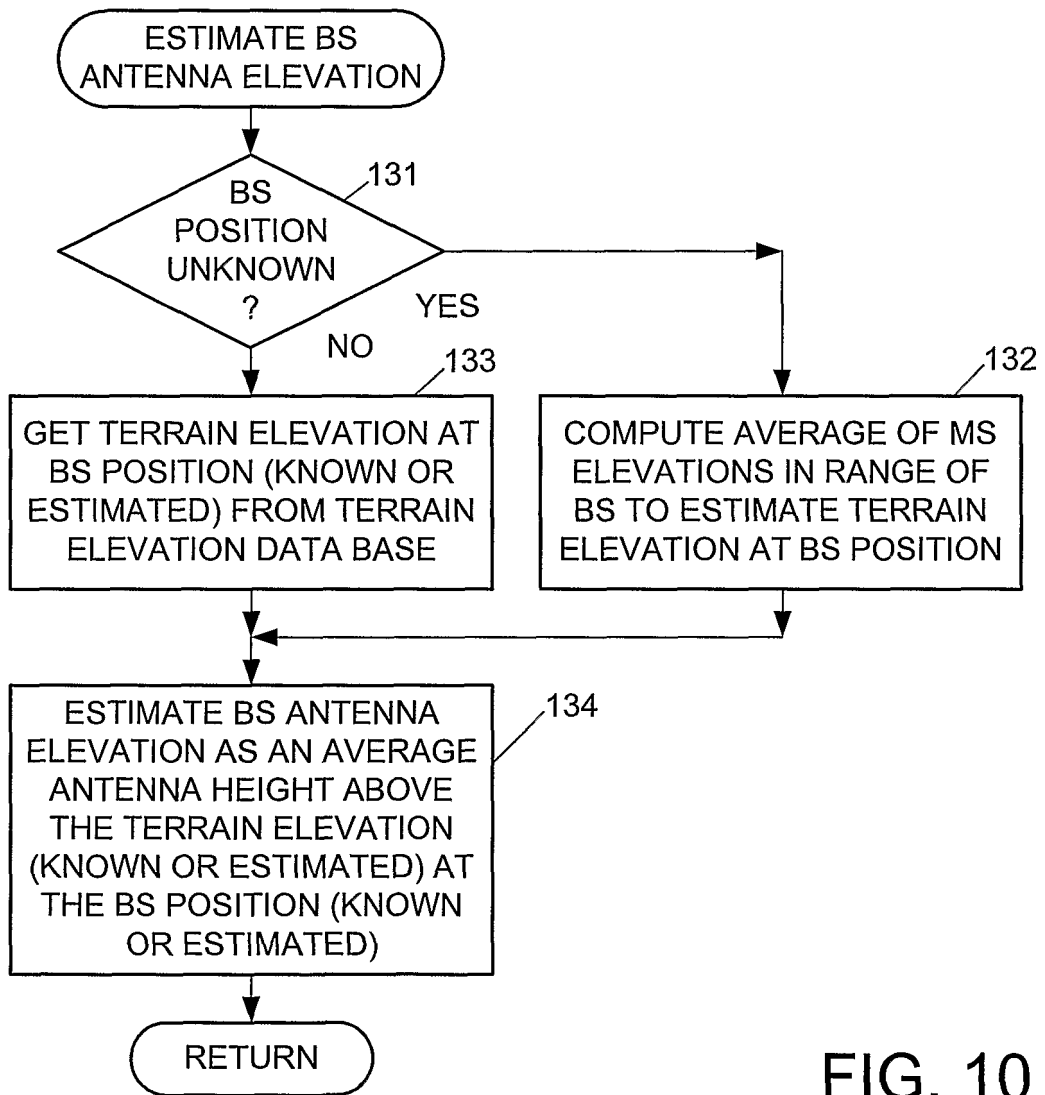 ESTIMATE BS
ANTENNA ELEVATION
131
BS
POSITION
UNKNOWN
?
YES
NO
133
GET TERRAIN ELEVATION AT
BS POSITION (KNOWN OR
ESTIMATED) FROM TERRAIN
ELEVATION DATA BASE
132
COMPUTE AVERAGE OF MS
ELEVATIONS IN RANGE OF
BS TO ESTIMATE TERRAIN
ELEVATION AT BS POSITION
134
ESTIMATE BS ANTENNA
ELEVATION AS AN AVERAGE
ANTENNA HEIGHT ABOVE
THE TERRAIN ELEVATION
(KNOWN OR ESTIMATED) AT
THE BS POSITION (KNOWN
OR ESTIMATED)
RETURN
FIG. 10